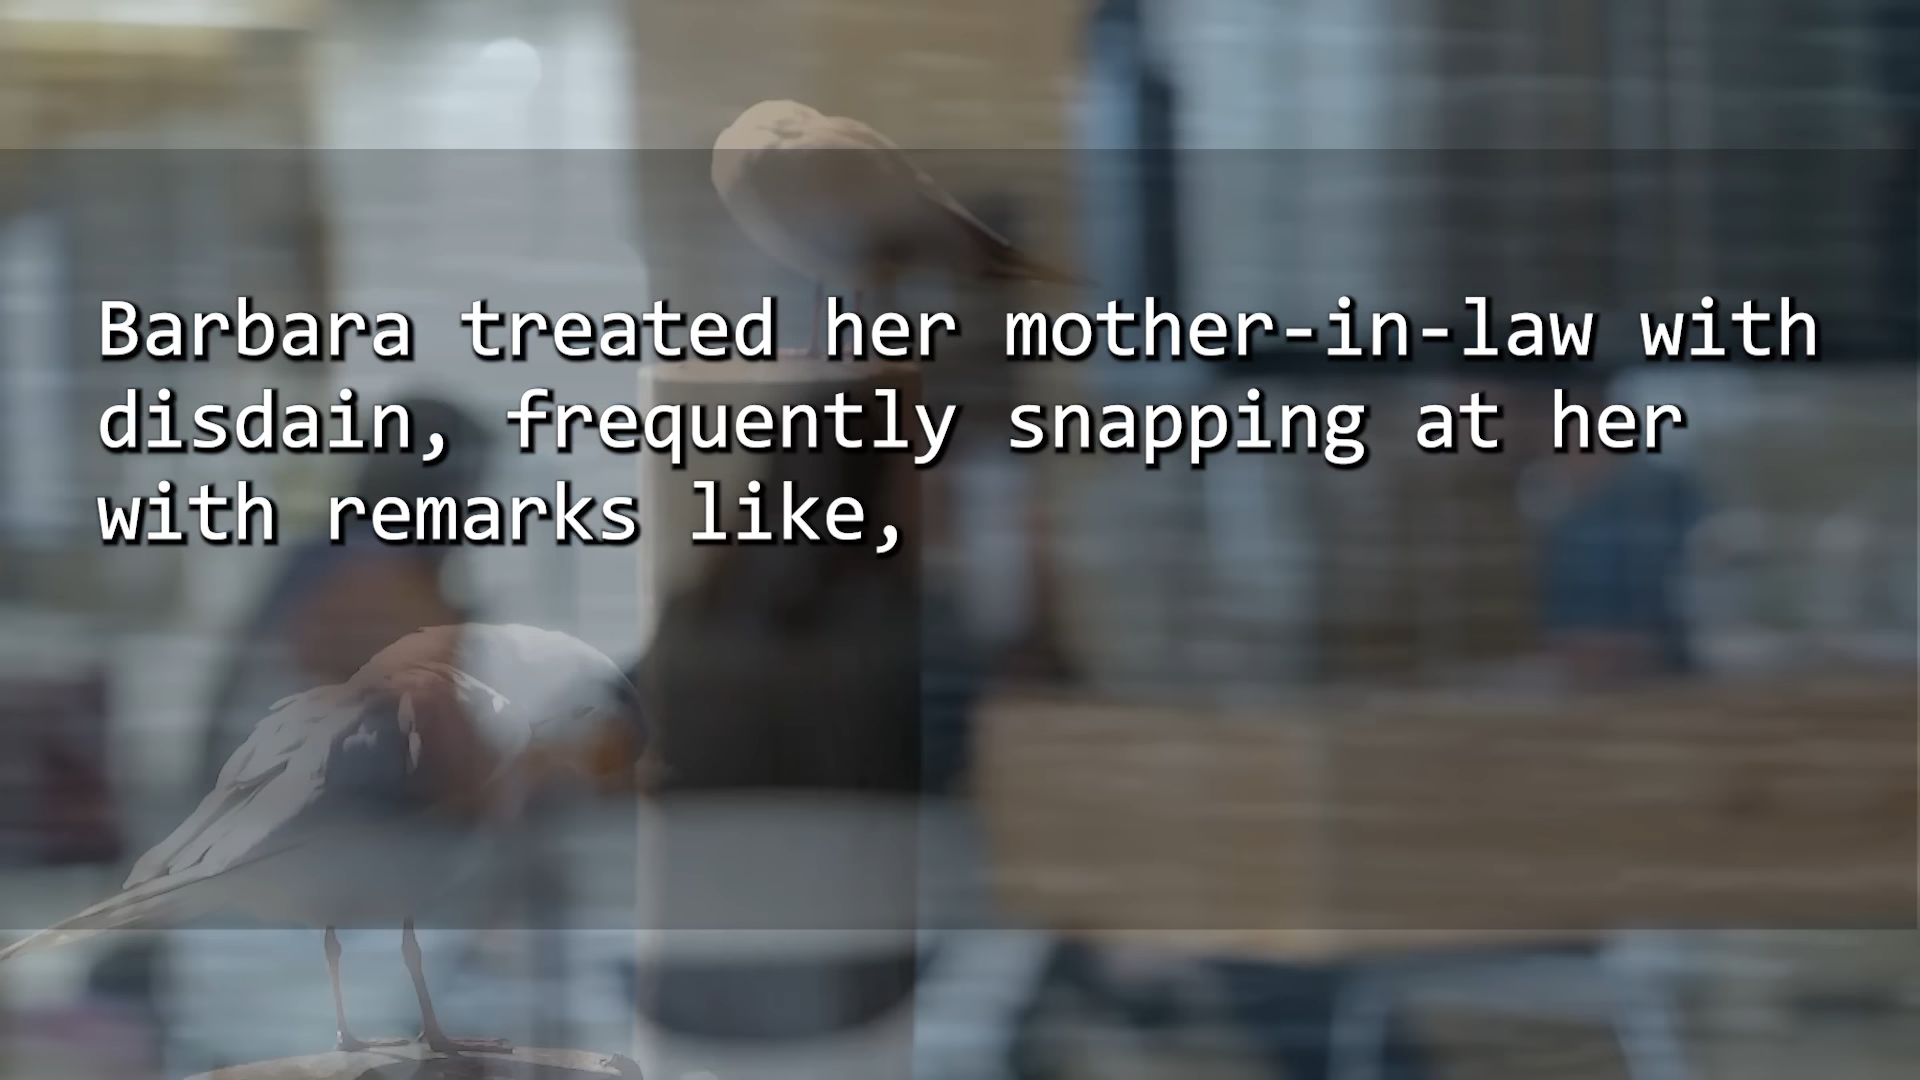 Barbara treated her mother-in-law with
disdain, frequently snapping at her
with remarks like,